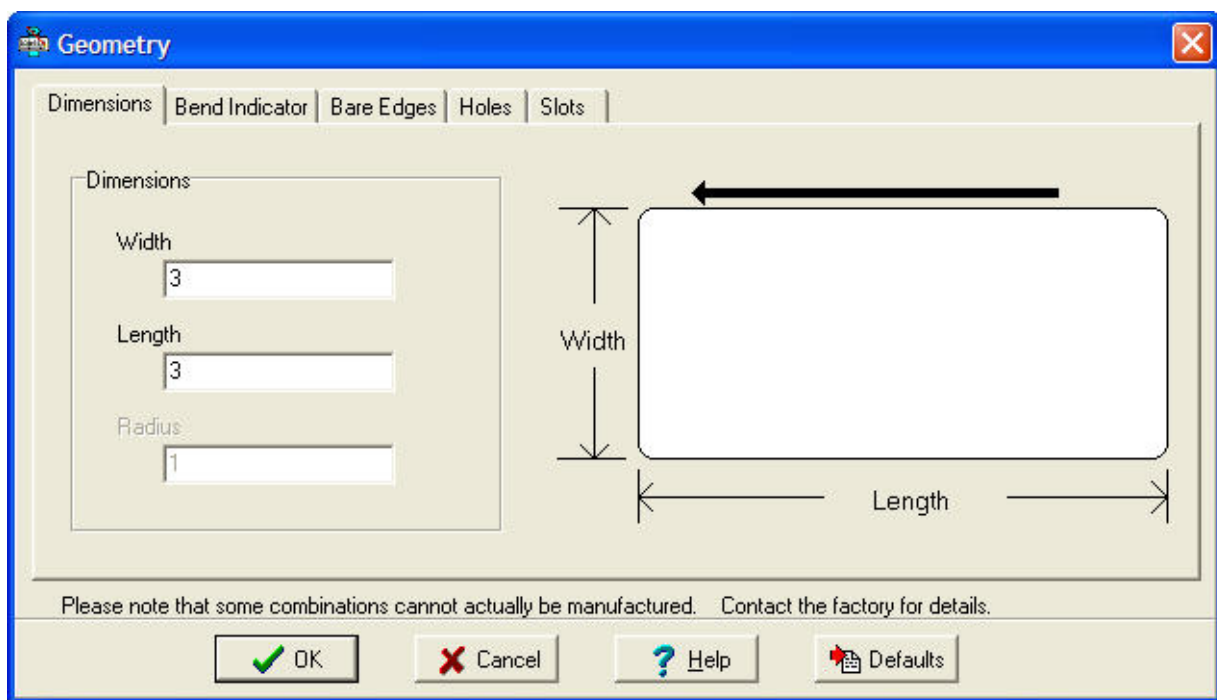 Geometry
Dimensions Bend Indicator Bare Edges Holes Slots
Dimensions
Width
3
Length
3
Radius
1
Width
Length
Please note that some combinations cannot actually be manufactured. Contact the factory for details.
OK Cancel Help Defaults